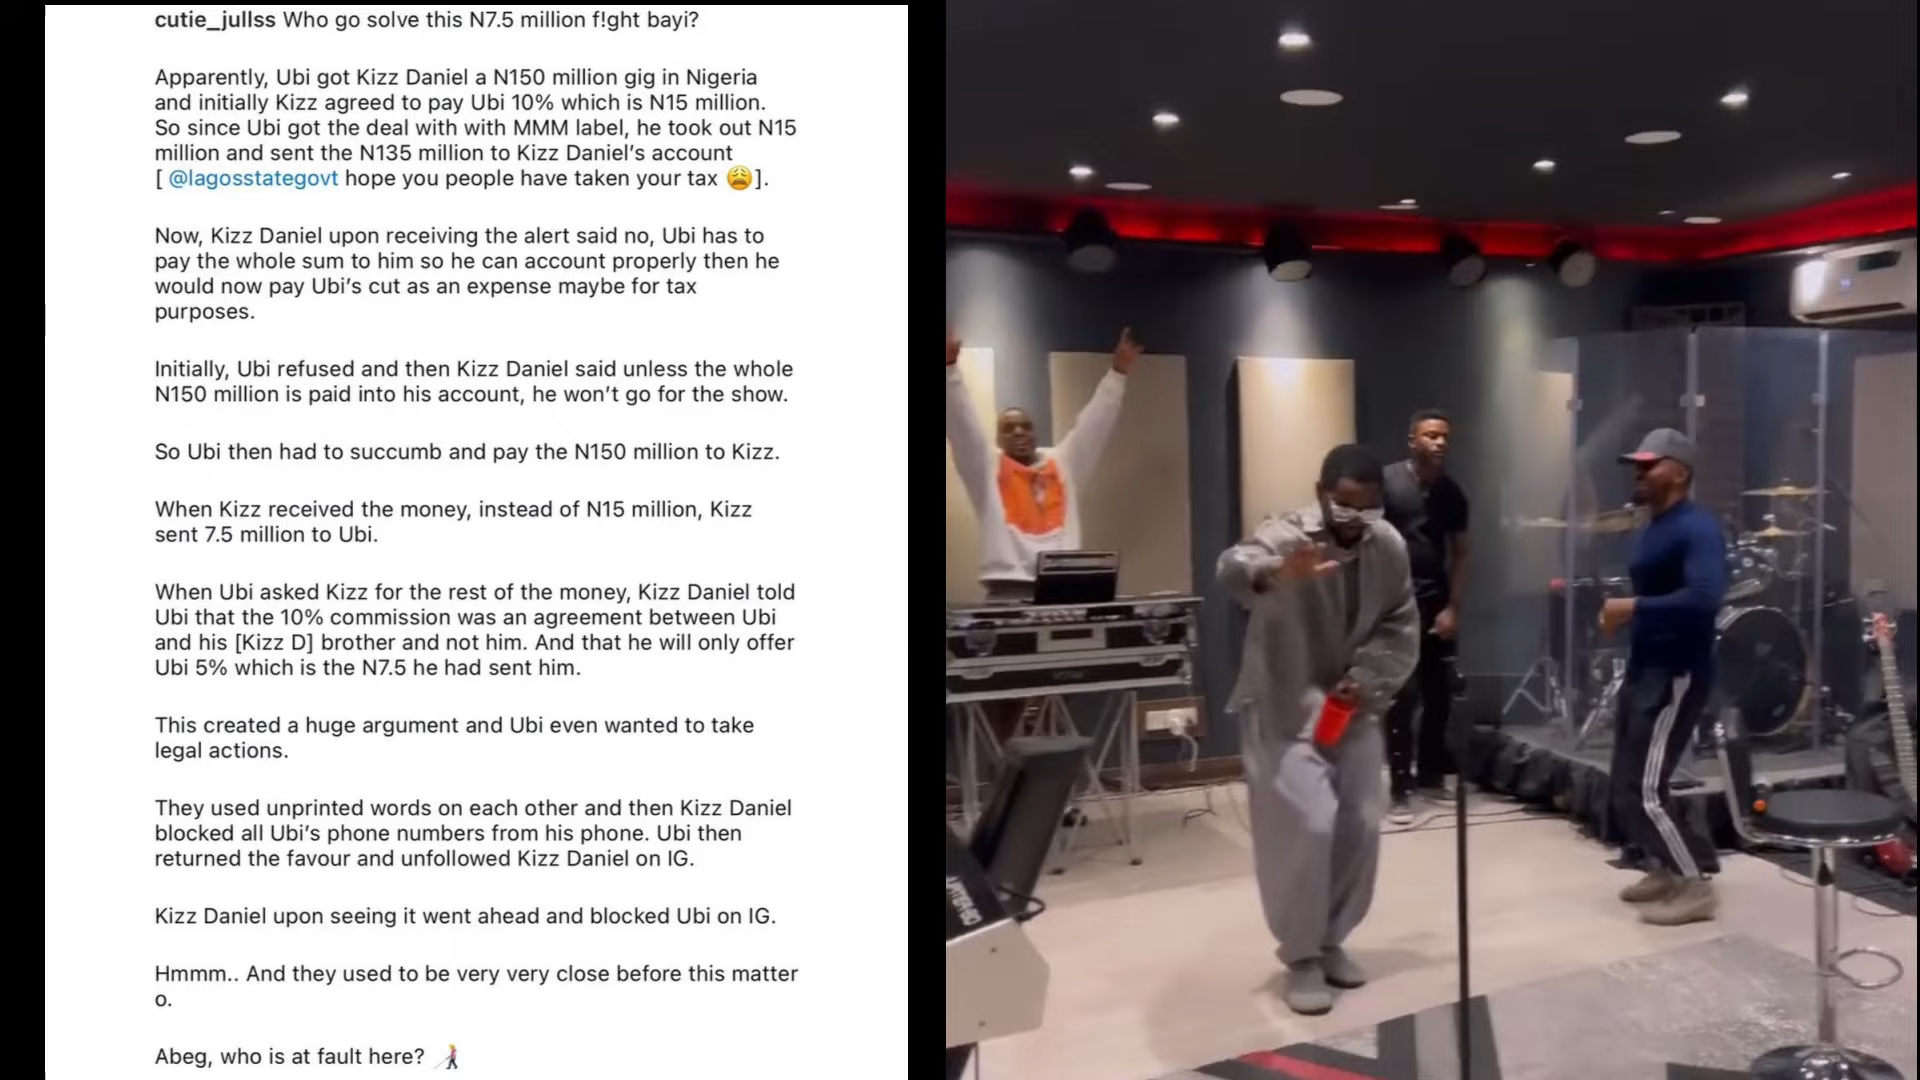 cutie_jullss Who go solve this N7.5 million f!ght bayi?
Apparently, Ubi got Kizz Daniel a N150 million gig in Nigeria
and initially Kizz agreed to pay Ubi 10% which is N15 million.
So since Ubi got the deal with with MMM label, he took out N15
million and sent the N135 million to Kizz Daniel’s account
[ @lagosstategovt hope you people have taken your tax 😩].
Now, Kizz Daniel upon receiving the alert said no, Ubi has to
pay the whole sum to him so he can account properly then he
would now pay Ubi’s cut as an expense maybe for tax
purposes.
Initially, Ubi refused and then Kizz Daniel said unless the whole
N150 million is paid into his account, he won’t go for the show.
So Ubi then had to succumb and pay the N150 million to Kizz.
When Kizz received the money, instead of N15 million, Kizz
sent 7.5 million to Ubi.
When Ubi asked Kizz for the rest of the money, Kizz Daniel told
Ubi that the 10% commission was an agreement between Ubi
and his [Kizz D] brother and not him. And that he will only offer
Ubi 5% which is the N7.5 he had sent him.
This created a huge argument and Ubi even wanted to take
legal actions.
They used unprinted words on each other and then Kizz Daniel
blocked all Ubi’s phone numbers from his phone. Ubi then
returned the favour and unfollowed Kizz Daniel on IG.
Kizz Daniel upon seeing it went ahead and blocked Ubi on IG.
Hmmm.. And they used to be very very close before this matter
o.
Abeg, who is at fault here?